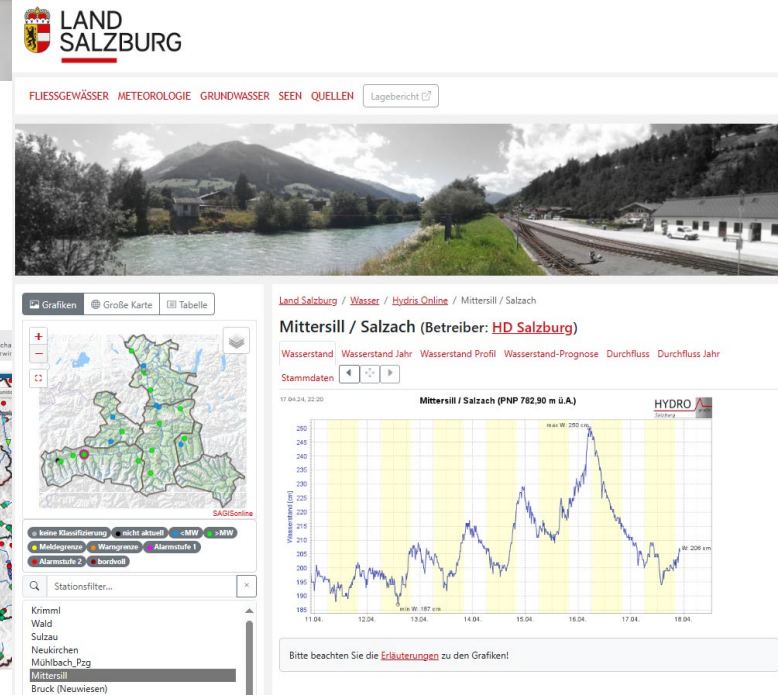 LAND
SALZBURG
FLIESSGEWÄSSER METEOROLOGIE GRUNDWASSER SEEN QUELLEN Lagebericht
Grafiken Große Karte Tabelle
+
−
SAGISonline
keine Klassifizierung nicht aktuell <MW >MW
Meldegrenze Warngrenze Alarmstufe 1
Alarmstufe 2 bordvoll
Stationsfilter... ×
Krimml
Wald
Sulzau
Neukirchen
Mühlbach_Pzg
Mittersill
Bruck (Neuwiesen)
Land Salzburg / Wasser / Hydris Online / Mittersill / Salzach
Mittersill / Salzach (Betreiber: HD Salzburg)
Wasserstand Wasserstand Jahr Wasserstand Profil Wasserstand-Prognose Durchfluss Durchfluss Jahr
Stammdaten
17.04.24, 22:20 Mittersill / Salzach (PNP 782,90 m ü.A.) HYDRO
Salzburg
Wasserstand [cm]
250
245
240
235
230
225
220
215
210
205
200
195
190
185
max W: 250 cm
W: 206 cm
min W: 187 cm
11.04. 12.04. 13.04. 14.04. 15.04. 16.04. 17.04. 18.04.
Bitte beachten Sie die Erläuterungen zu den Grafiken!